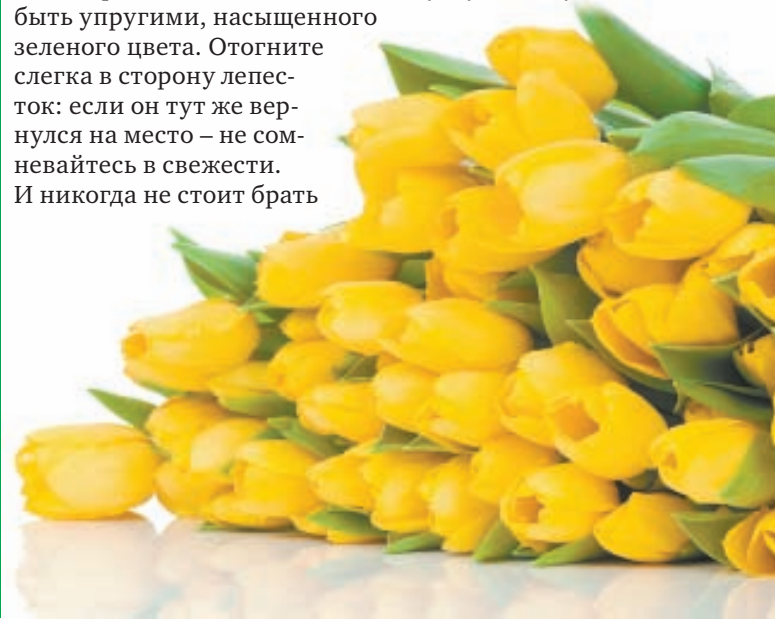 быть упругими, насыщенного
зеленого цвета. Отогните
слегка в сторону лепес-
ток: если он тут же вер-
нулся на место – не сом-
невайтесь в свежести.
И никогда не стоит брать